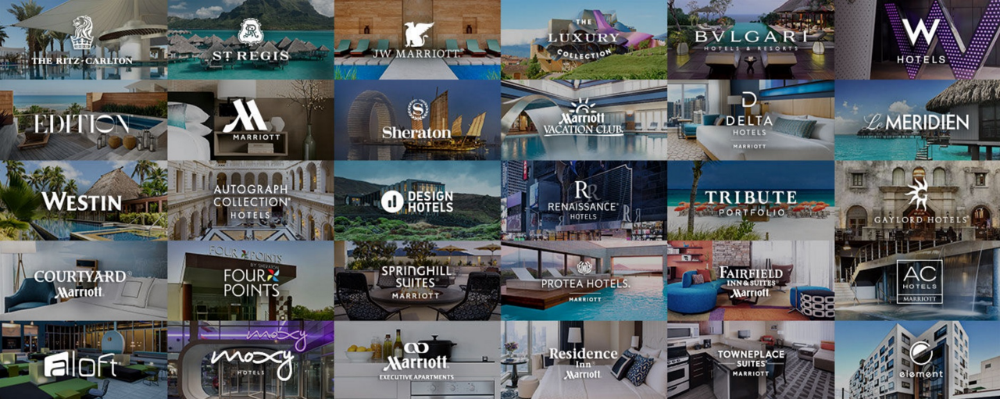 THE RITZ-CARLTON
ST REGIS
JW MARRIOTT
THE
LUXURY
COLLECTION
BVLGARI
HOTELS & RESORTS
W
HOTELS
EDITION
M
MARRIOTT
S
Sheraton
Marriott
VACATION CLUB
D
DELTA
HOTELS
MARRIOTT
Le MERIDIEN
WESTIN
AUTOGRAPH
COLLECTION®
HOTELS
DESIGN
HOTELS
R
RENAISSANCE®
HOTELS
TRIBUTE
PORTFOLIO
GAYLORD HOTELS®
COURTYARD®
Marriott
FOUR POINTS
BY SHERATON
FOUR
POINTS
SPRINGHILL
SUITES®
MARRIOTT
PROTEA HOTELS.
MARRIOTT
FAIRFIELD
INN & SUITES®
Marriott
AC
HOTELS
MARRIOTT
aloft
moxy
moxy
HOTELS
Marriott
EXECUTIVE APARTMENTS
Residence
Inn®
Marriott
TOWNEPLACE
SUITES®
MARRIOTT
e
element